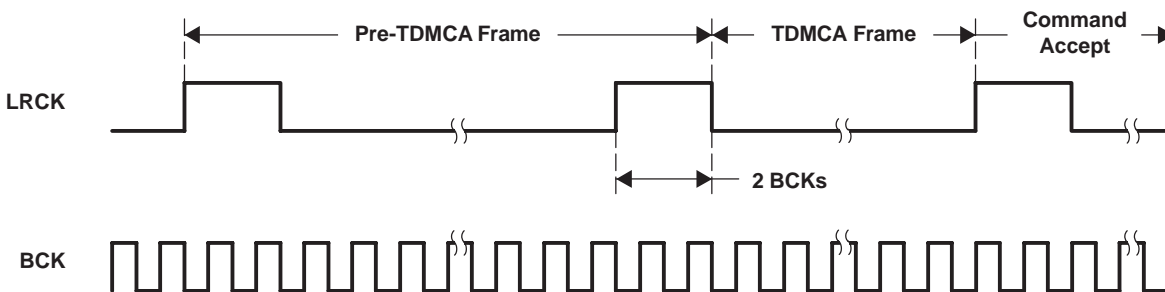 Pre-TDMCA Frame
TDMCA Frame
Command
Accept
LRCK
2 BCKs
BCK